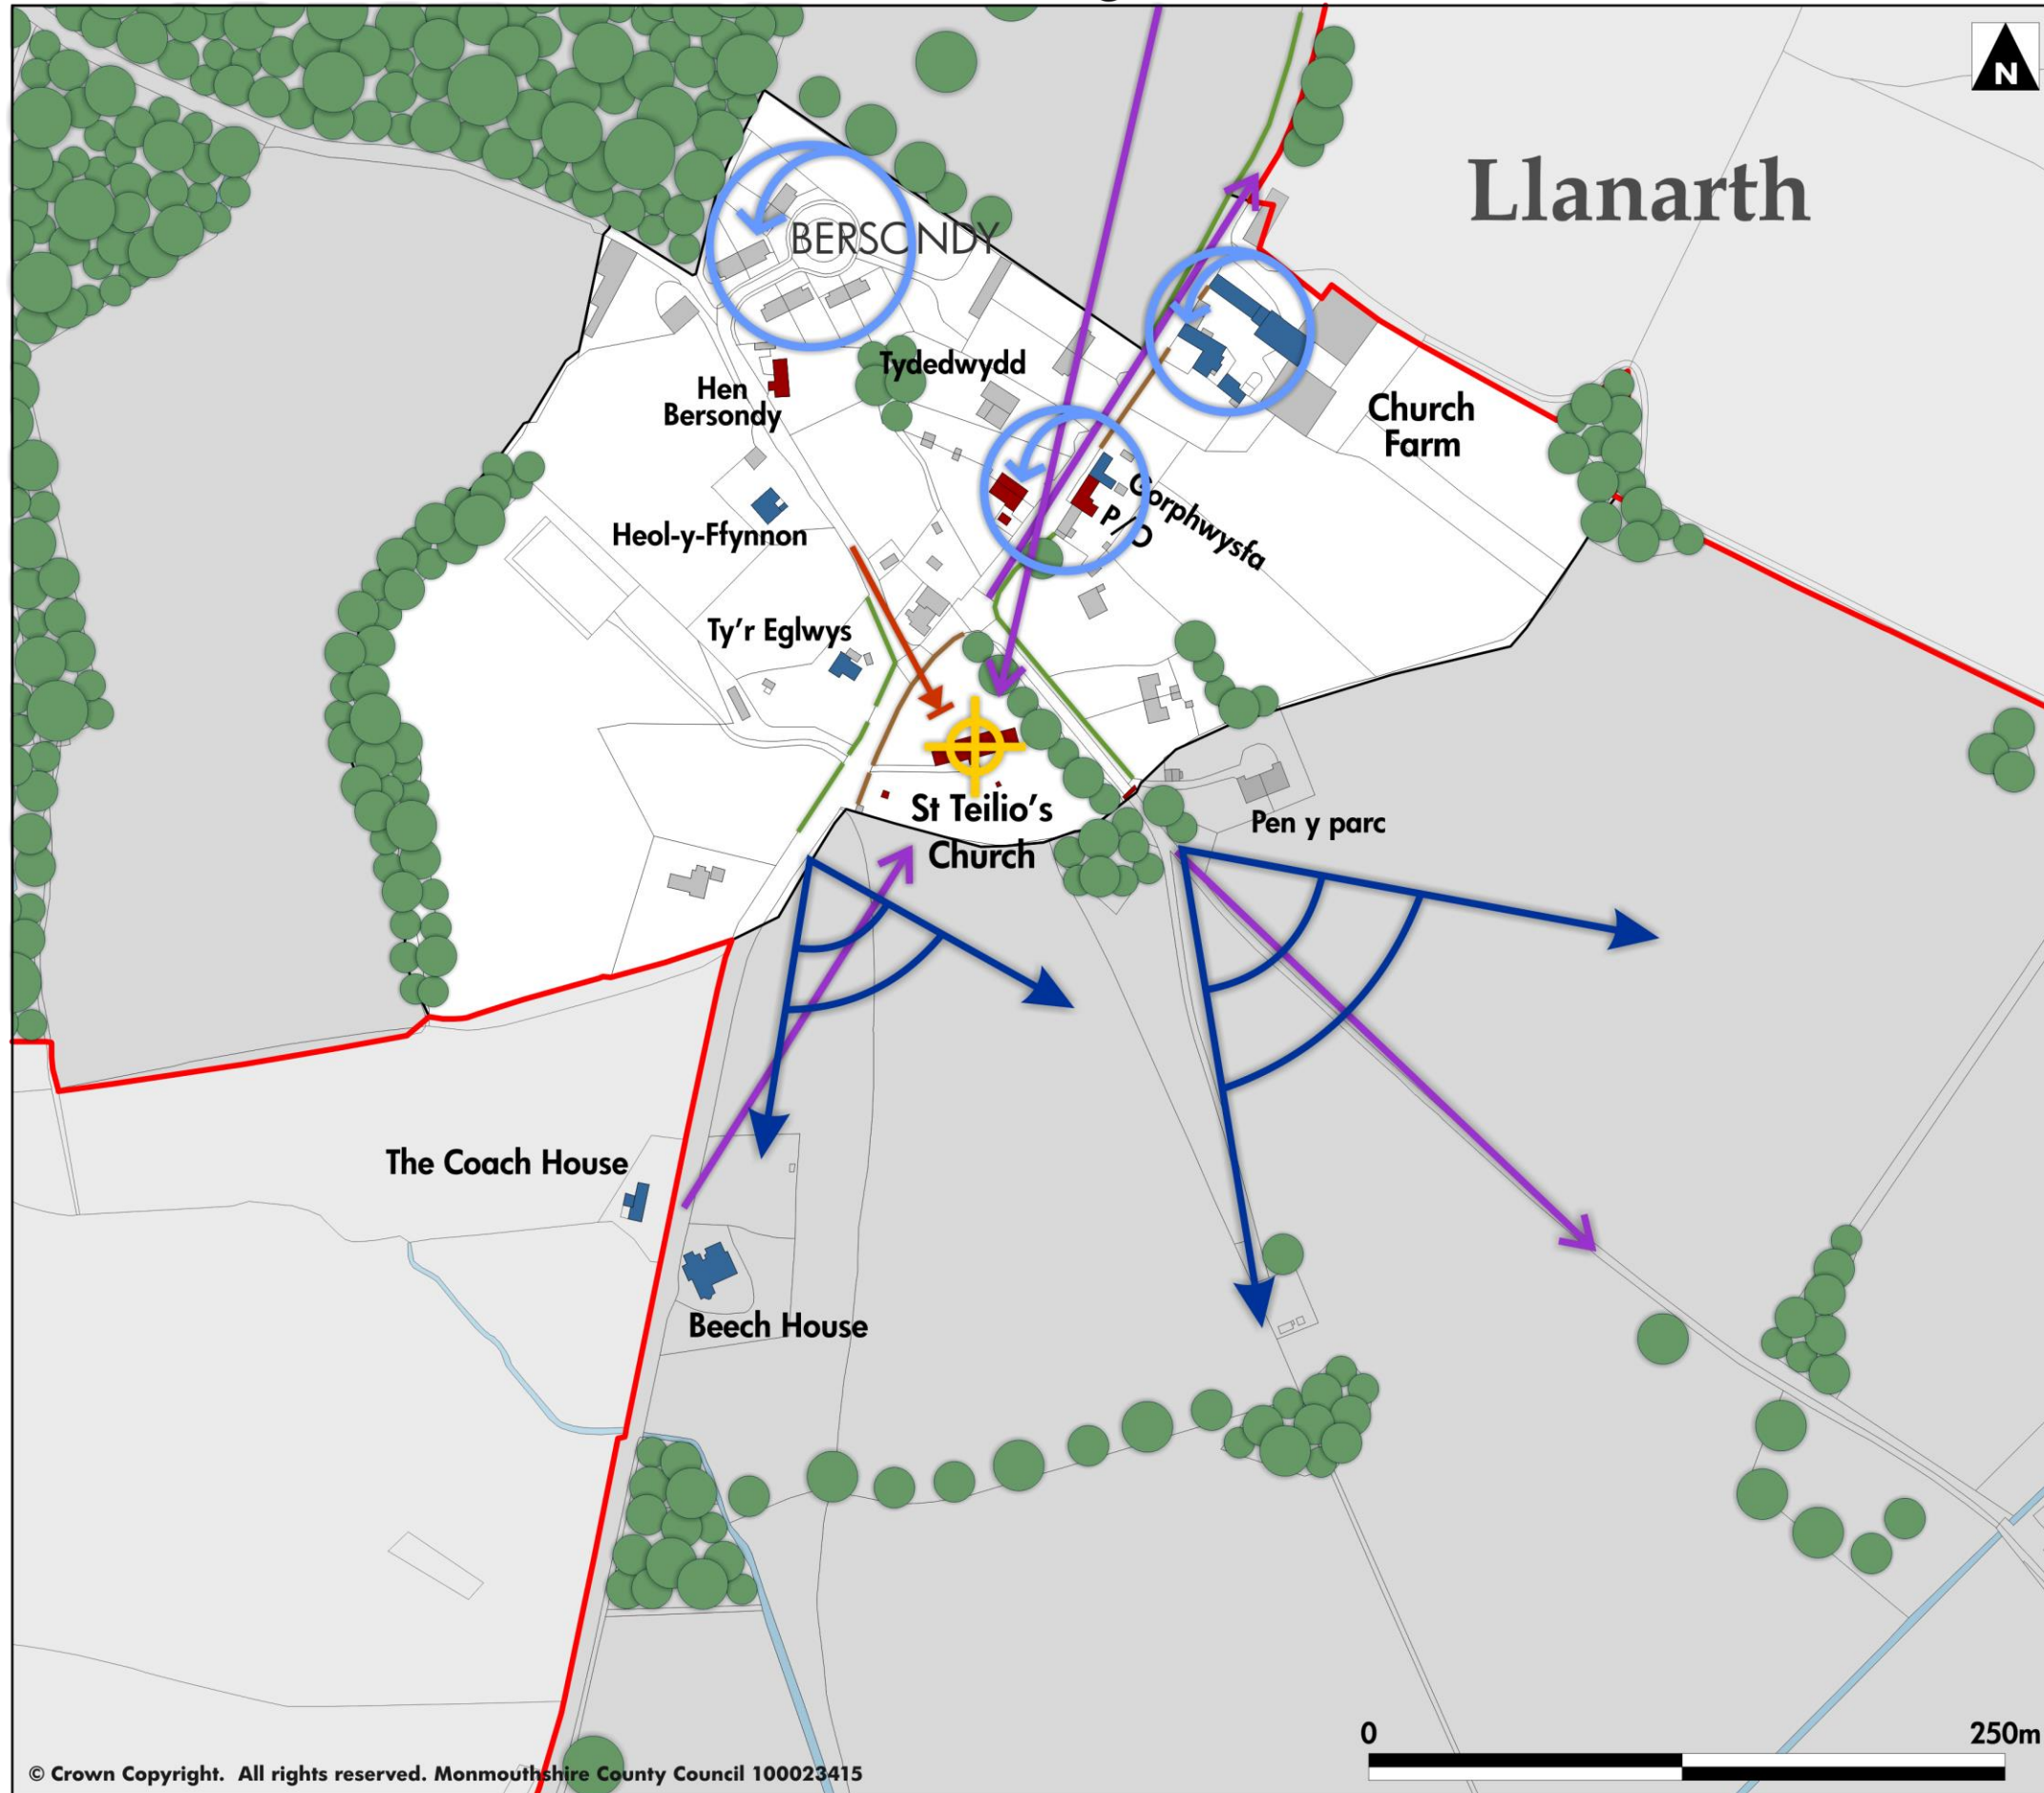 N
Llanarth
BERSONDY
Tydedwydd
Hen
Bersondy
Church
Farm
Gorphwysfa
P/O
Heol-y-Ffynnon
Ty'r Eglwys
St Teilio's
Church
Pen y parc
The Coach House
Beech House
0 250m
© Crown Copyright. All rights reserved. Monmouthshire County Council 100023415